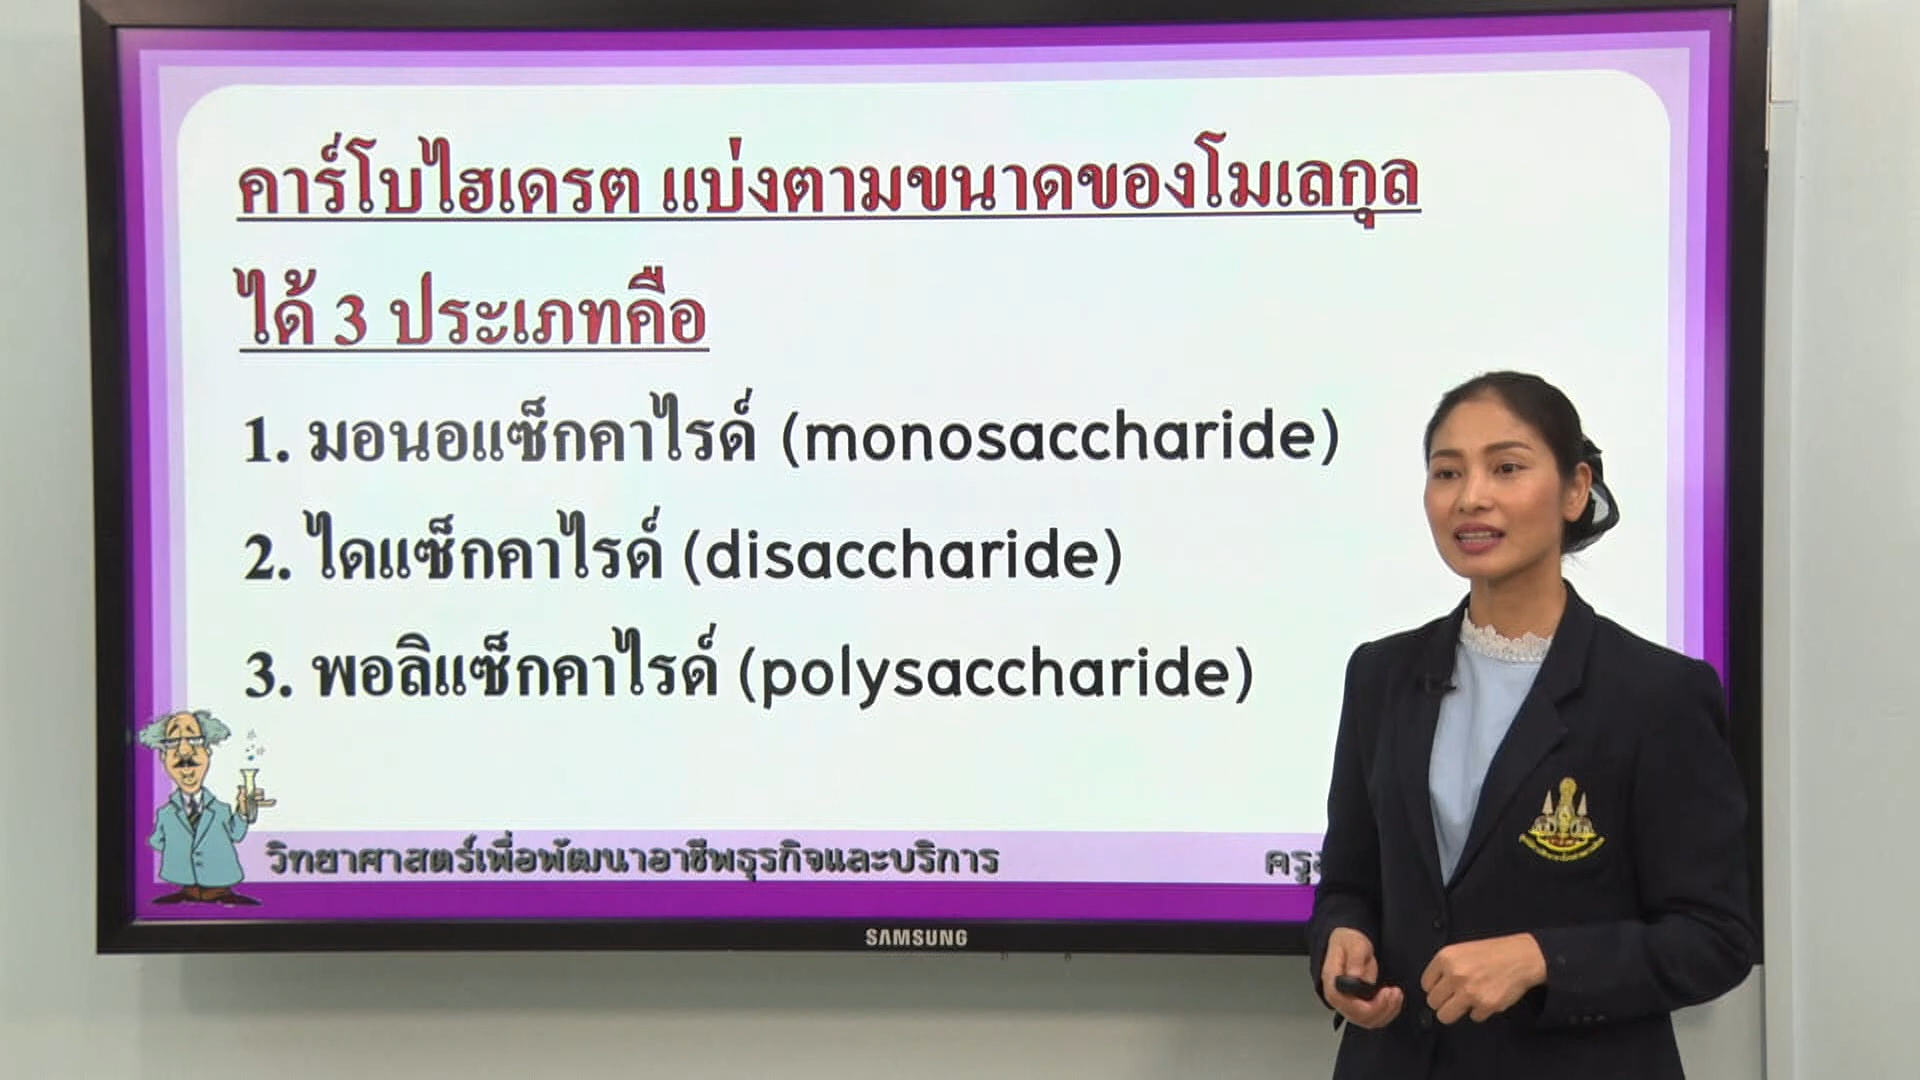 คาร์โบไฮเดรต แบ่งตามขนาดของโมเลกุล
ได้ 3 ประเภทคือ
1. มอนอแซ็กคาไรด์ (monosaccharide)
2. ไดแซ็กคาไรด์ (disaccharide)
3. พอลิแซ็กคาไรด์ (polysaccharide)
วิทยาศาสตร์เพื่อพัฒนาอาชีพธุรกิจและบริการ
SAMSUNG